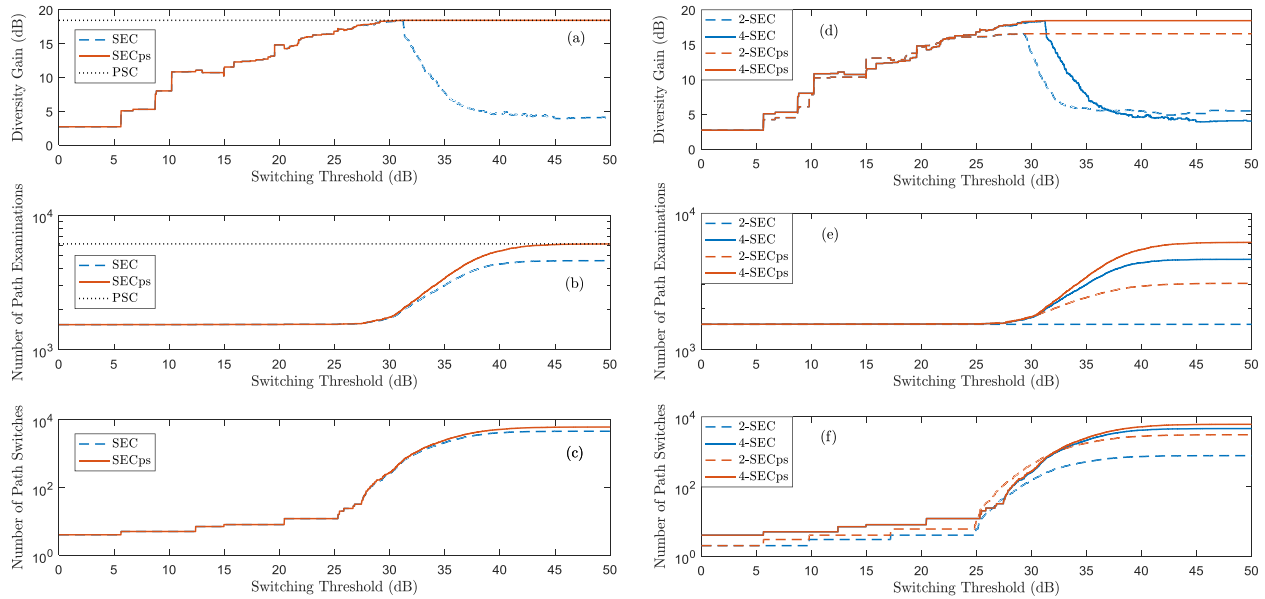 Diversity Gain (dB)
20
15
10
5
0
SEC
SECps
PSC
(a)
0 5 10 15 20 25 30 35 40 45 50
Switching Threshold (dB)
Number of Path Examinations
10^4
10^3
SEC
SECps
PSC
(b)
0 5 10 15 20 25 30 35 40 45 50
Switching Threshold (dB)
Number of Path Switches
10^4
10^2
10^0
SEC
SECps
(c)
0 5 10 15 20 25 30 35 40 45 50
Switching Threshold (dB)
Diversity Gain (dB)
20
15
10
5
0
2-SEC
4-SEC
2-SECps
4-SECps
(d)
0 5 10 15 20 25 30 35 40 45 50
Switching Threshold (dB)
Number of Path Examinations
10^4
10^3
2-SEC
4-SEC
2-SECps
4-SECps
(e)
0 5 10 15 20 25 30 35 40 45 50
Switching Threshold (dB)
Number of Path Switches
10^4
10^2
10^0
2-SEC
4-SEC
2-SECps
4-SECps
(f)
0 5 10 15 20 25 30 35 40 45 50
Switching Threshold (dB)